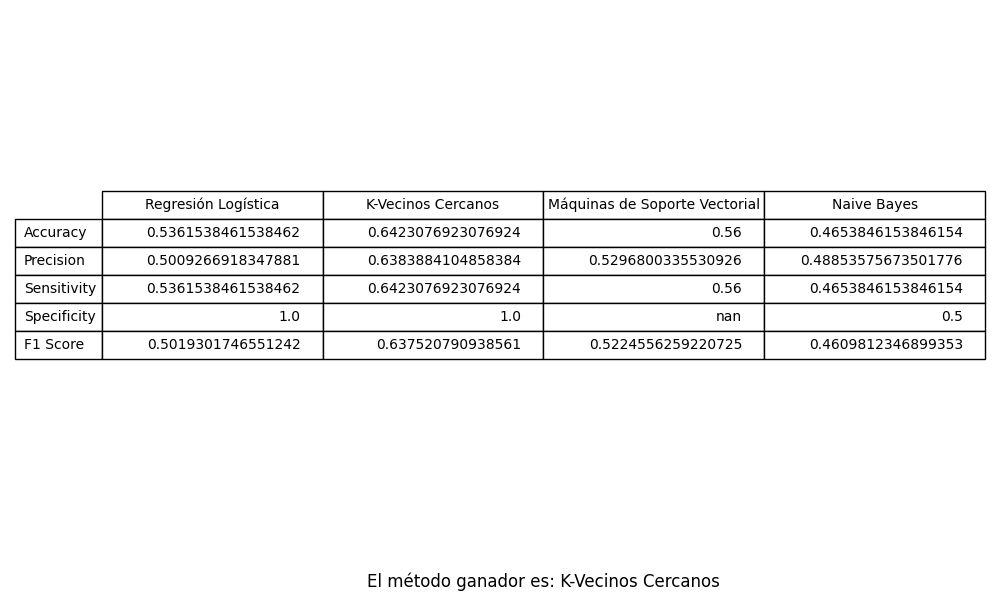 Regresión Logística K-Vecinos Cercanos Máquinas de Soporte Vectorial Naive Bayes
Accuracy 0.5361538461538462 0.6423076923076924 0.56 0.4653846153846154
Precision 0.5009266918347881 0.6383884104858384 0.5296800335530926 0.48853575673501776
Sensitivity 0.5361538461538462 0.6423076923076924 0.56 0.4653846153846154
Specificity 1.0 1.0 nan 0.5
F1 Score 0.5019301746551242 0.637520790938561 0.5224556259220725 0.4609812346899353
El método ganador es: K-Vecinos Cercanos